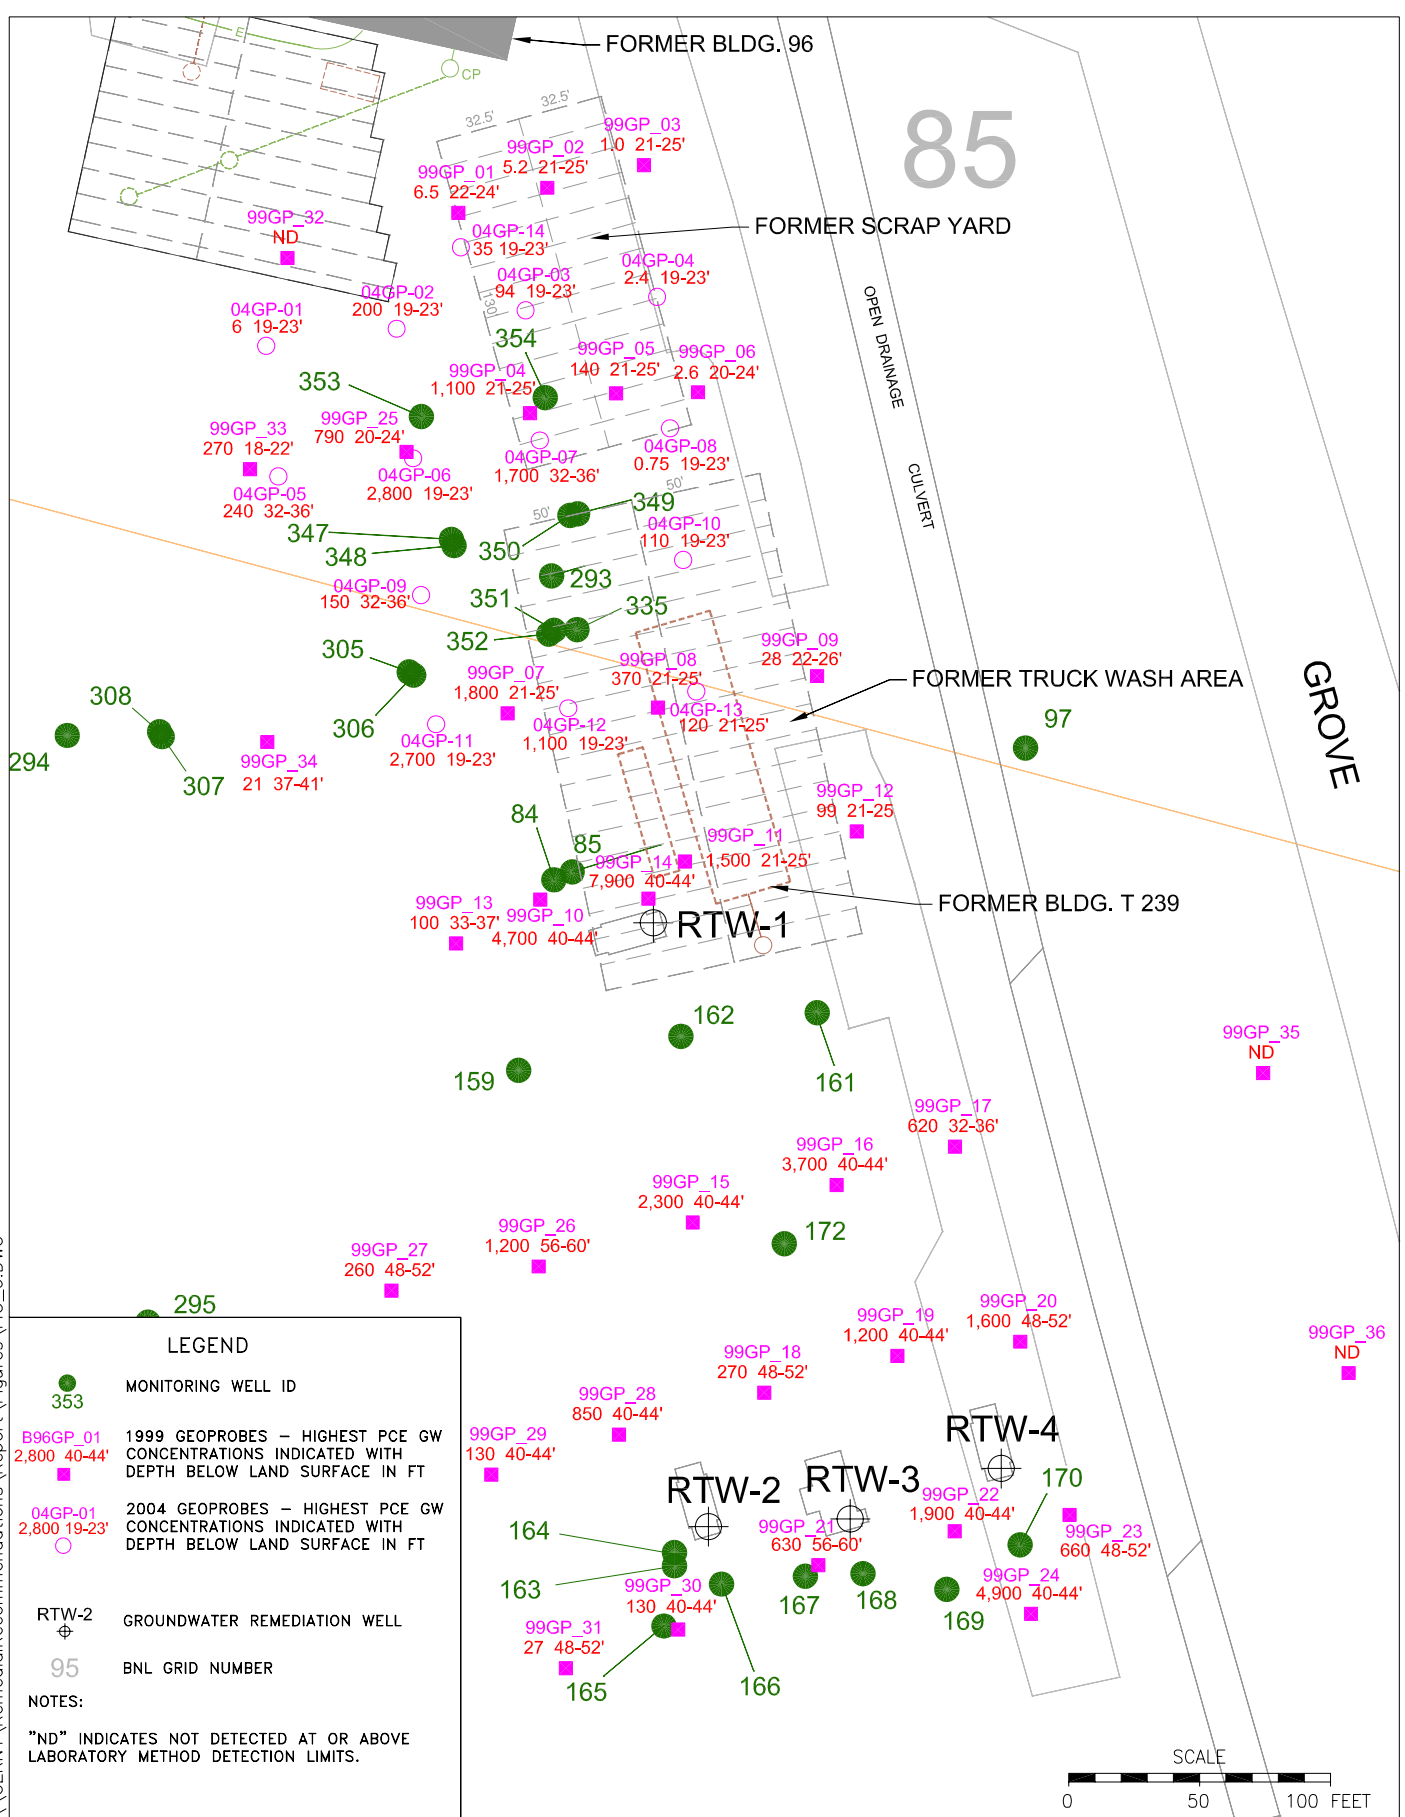 FORMER BLDG. 96
E
CP
85
32.5'
32.5'
99GP_03
1.0 21-25'
99GP_02
5.2 21-25'
99GP_01
6.5 22-24'
99GP_32
ND
FORMER SCRAP YARD
04GP-14
35 19-23'
04GP-04
2.4 19-23'
04GP-03
94 19-23'
130'
04GP-02
200 19-23'
04GP-01
6 19-23'
OPEN DRAINAGE
CULVERT
354
99GP_05
140 21-25'
99GP_06
2.6 20-24'
99GP_04
1,100 21-25'
353
99GP_25
790 20-24'
99GP_33
270 18-22'
04GP-08
0.75 19-23'
04GP-07
1,700 32-36'
04GP-06
2,800 19-23'
04GP-05
240 32-36'
50'
50'
349
350
347
348
04GP-10
110 19-23'
293
04GP-09
150 32-36'
351
335
352
305
306
99GP_09
28 22-26'
99GP_08
370 21-25'
99GP_07
1,800 21-25'
FORMER TRUCK WASH AREA
GROVE
308
294
307
99GP_34
21 37-41'
04GP-13
120 21-25'
04GP-12
1,100 19-23'
04GP-11
2,700 19-23'
97
99GP_12
99 21-25
84
85
99GP_11
1,500 21-25'
99GP_14
7,900 40-44'
FORMER BLDG. T 239
99GP_13
100 33-37'
99GP_10
4,700 40-44'
RTW-1
162
161
159
99GP_35
ND
99GP_17
620 32-36'
99GP_16
3,700 40-44'
99GP_15
2,300 40-44'
172
99GP_26
1,200 56-60'
99GP_27
260 48-52'
295
99GP_20
1,600 48-52'
99GP_19
1,200 40-44'
99GP_18
270 48-52'
99GP_36
ND
99GP_28
850 40-44'
99GP_29
130 40-44'
RTW-4
RTW-3
RTW-2
170
99GP_22
1,900 40-44'
99GP_23
660 48-52'
99GP_21
630 56-60'
164
163
99GP_24
4,900 40-44'
99GP_30
130 40-44'
167
168
169
99GP_31
27 48-52'
165
166
LEGEND
353
MONITORING WELL ID
B96GP_01
2,800 40-44'
1999 GEOPROBES – HIGHEST PCE GW
CONCENTRATIONS INDICATED WITH
DEPTH BELOW LAND SURFACE IN FT
04GP-01
2,800 19-23'
2004 GEOPROBES – HIGHEST PCE GW
CONCENTRATIONS INDICATED WITH
DEPTH BELOW LAND SURFACE IN FT
RTW-2
GROUNDWATER REMEDIATION WELL
95
BNL GRID NUMBER
NOTES:
"ND" INDICATES NOT DETECTED AT OR ABOVE
LABORATORY METHOD DETECTION LIMITS.
SCALE
0 50 100 FEET